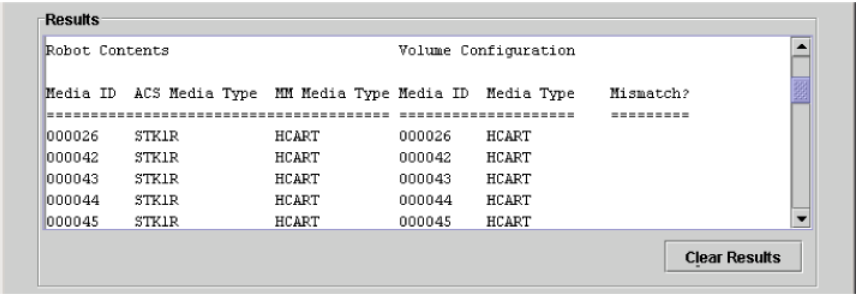 Results
Robot Contents Volume Configuration
Media ID ACS Media Type MM Media Type Media ID Media Type Mismatch?
======================================= ==================== =========
000026 STK1R HCART 000026 HCART
000042 STK1R HCART 000042 HCART
000043 STK1R HCART 000043 HCART
000044 STK1R HCART 000044 HCART
000045 STK1R HCART 000045 HCART
Clear Results